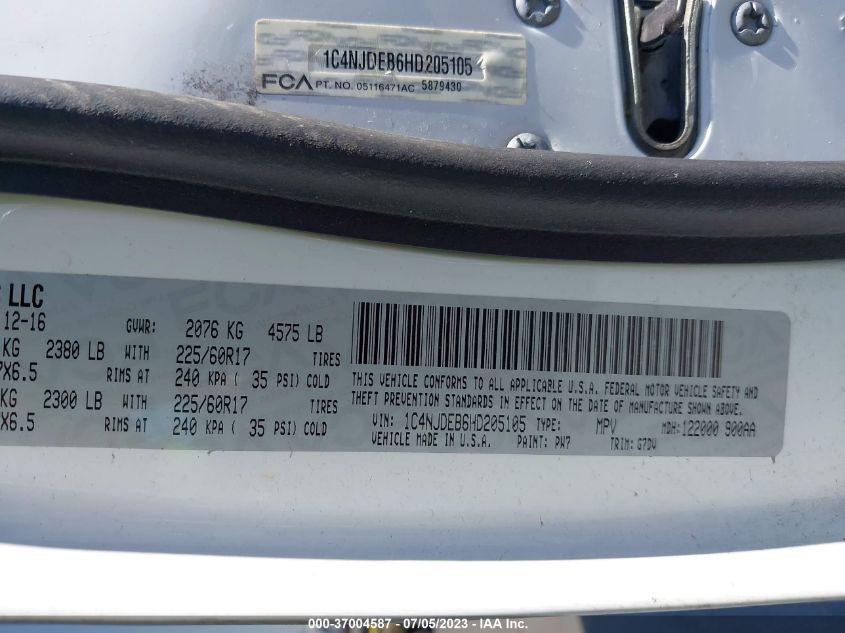 1C4NJDEB6HD205105
FCA PT. NO. 05116471AC 5879430
LLC
12-16 GVWR: 2076 KG 4575 LB
KG 2380 LB WITH 225/60R17 TIRES
X6.5 RIMS AT 240 KPA ( 35 PSI) COLD
KG 2300 LB WITH 225/60R17 TIRES
X6.5 RIMS AT 240 KPA ( 35 PSI) COLD
THIS VEHICLE CONFORMS TO ALL APPLICABLE U.S.A. FEDERAL MOTOR VEHICLE SAFETY AND
THEFT PREVENTION STANDARDS IN EFFECT ON THE DATE OF MANUFACTURE SHOWN ABOVE.
VIN: 1C4NJDEB6HD205105 TYPE: MPV MDH: 122000 900AA
VEHICLE MADE IN U.S.A. PAINT: PW7 TRIM: G7DV
000-37004587 - 07/05/2023 - IAA Inc.